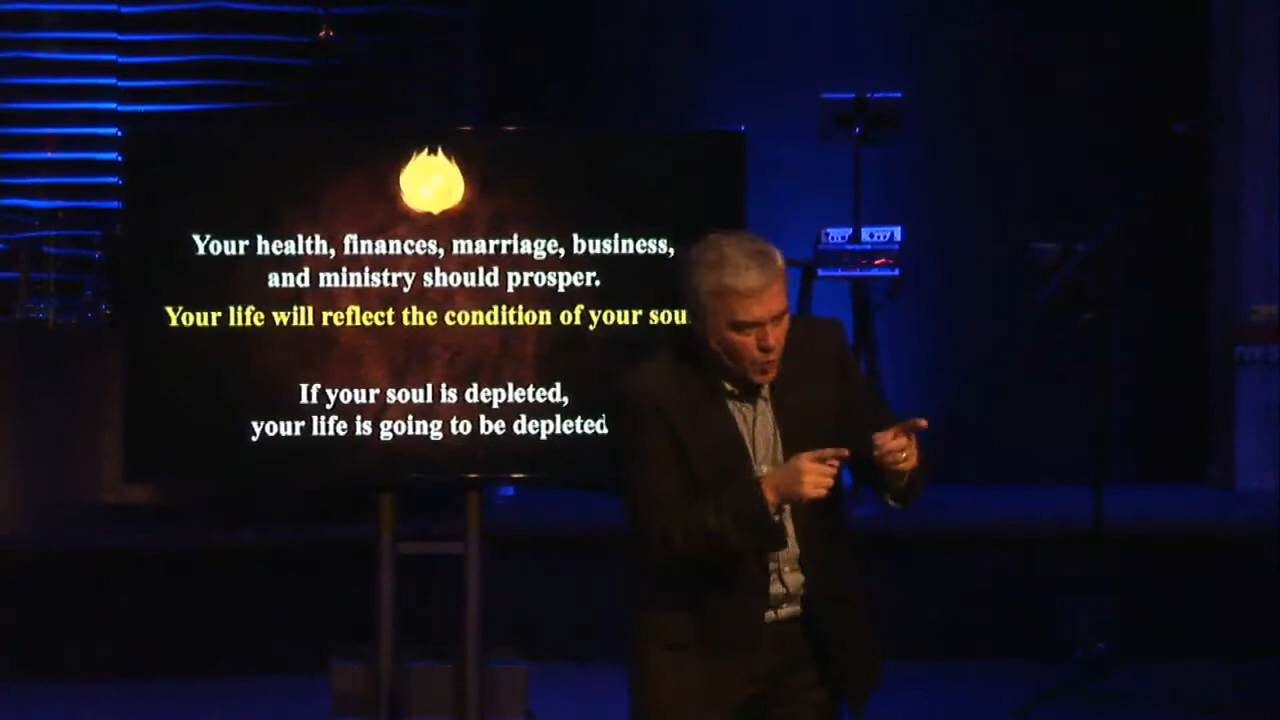 Your health, finances, marriage, business,
and ministry should prosper.
Your life will reflect the condition of your
If your soul is depleted,
your life is going to be depleted